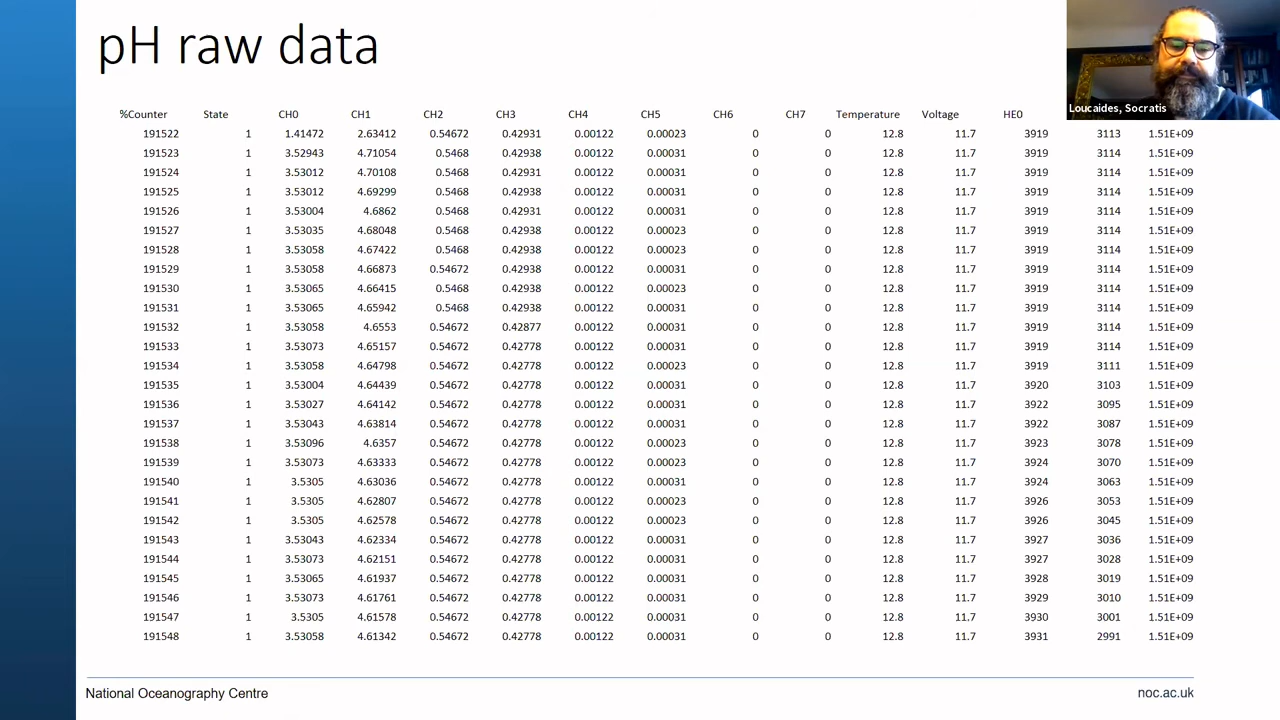 pH raw data
Loucaides, Socratis
%Counter State CH0 CH1 CH2 CH3 CH4 CH5 CH6 CH7 Temperature Voltage HE0
191522 1 1.41472 2.63412 0.54672 0.42931 0.00122 0.00023 0 0 12.8 11.7 3919 3113 1.51E+09
191523 1 3.52943 4.71054 0.5468 0.42938 0.00122 0.00031 0 0 12.8 11.7 3919 3114 1.51E+09
191524 1 3.53012 4.70108 0.5468 0.42931 0.00122 0.00031 0 0 12.8 11.7 3919 3114 1.51E+09
191525 1 3.53012 4.69299 0.5468 0.42938 0.00122 0.00031 0 0 12.8 11.7 3919 3114 1.51E+09
191526 1 3.53004 4.6862 0.5468 0.42931 0.00122 0.00031 0 0 12.8 11.7 3919 3114 1.51E+09
191527 1 3.53035 4.68048 0.5468 0.42938 0.00122 0.00023 0 0 12.8 11.7 3919 3114 1.51E+09
191528 1 3.53058 4.67422 0.5468 0.42938 0.00122 0.00023 0 0 12.8 11.7 3919 3114 1.51E+09
191529 1 3.53058 4.66873 0.54672 0.42938 0.00122 0.00031 0 0 12.8 11.7 3919 3114 1.51E+09
191530 1 3.53065 4.66415 0.5468 0.42938 0.00122 0.00023 0 0 12.8 11.7 3919 3114 1.51E+09
191531 1 3.53065 4.65942 0.5468 0.42938 0.00122 0.00031 0 0 12.8 11.7 3919 3114 1.51E+09
191532 1 3.53058 4.6553 0.54672 0.42877 0.00122 0.00031 0 0 12.8 11.7 3919 3114 1.51E+09
191533 1 3.53073 4.65157 0.54672 0.42778 0.00122 0.00031 0 0 12.8 11.7 3919 3114 1.51E+09
191534 1 3.53058 4.64798 0.54672 0.42778 0.00122 0.00023 0 0 12.8 11.7 3919 3111 1.51E+09
191535 1 3.53004 4.64439 0.54672 0.42778 0.00122 0.00031 0 0 12.8 11.7 3920 3103 1.51E+09
191536 1 3.53027 4.64142 0.54672 0.42778 0.00122 0.00031 0 0 12.8 11.7 3922 3095 1.51E+09
191537 1 3.53043 4.63814 0.54672 0.42778 0.00122 0.00031 0 0 12.8 11.7 3922 3087 1.51E+09
191538 1 3.53096 4.6357 0.54672 0.42778 0.00122 0.00023 0 0 12.8 11.7 3923 3078 1.51E+09
191539 1 3.53073 4.63333 0.54672 0.42778 0.00122 0.00023 0 0 12.8 11.7 3924 3070 1.51E+09
191540 1 3.5305 4.63036 0.54672 0.42778 0.00122 0.00031 0 0 12.8 11.7 3924 3063 1.51E+09
191541 1 3.5305 4.62807 0.54672 0.42778 0.00122 0.00023 0 0 12.8 11.7 3926 3053 1.51E+09
191542 1 3.5305 4.62578 0.54672 0.42778 0.00122 0.00023 0 0 12.8 11.7 3926 3045 1.51E+09
191543 1 3.53043 4.62334 0.54672 0.42778 0.00122 0.00031 0 0 12.8 11.7 3927 3036 1.51E+09
191544 1 3.53073 4.62151 0.54672 0.42778 0.00122 0.00031 0 0 12.8 11.7 3927 3028 1.51E+09
191545 1 3.53065 4.61937 0.54672 0.42778 0.00122 0.00031 0 0 12.8 11.7 3928 3019 1.51E+09
191546 1 3.53073 4.61761 0.54672 0.42778 0.00122 0.00031 0 0 12.8 11.7 3929 3010 1.51E+09
191547 1 3.5305 4.61578 0.54672 0.42778 0.00122 0.00031 0 0 12.8 11.7 3930 3001 1.51E+09
191548 1 3.53058 4.61342 0.54672 0.42778 0.00122 0.00031 0 0 12.8 11.7 3931 2991 1.51E+09
National Oceanography Centre
noc.ac.uk